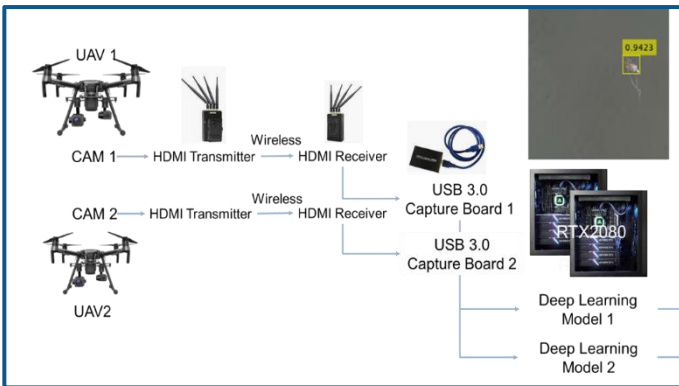 UAV 1
0.9423
CAM 1
HDMI Transmitter
Wireless
HDMI Receiver
USB 3.0
Capture Board 1
RTX2080
CAM 2
HDMI Transmitter
Wireless
HDMI Receiver
USB 3.0
Capture Board 2
UAV2
Deep Learning
Model 1
Deep Learning
Model 2